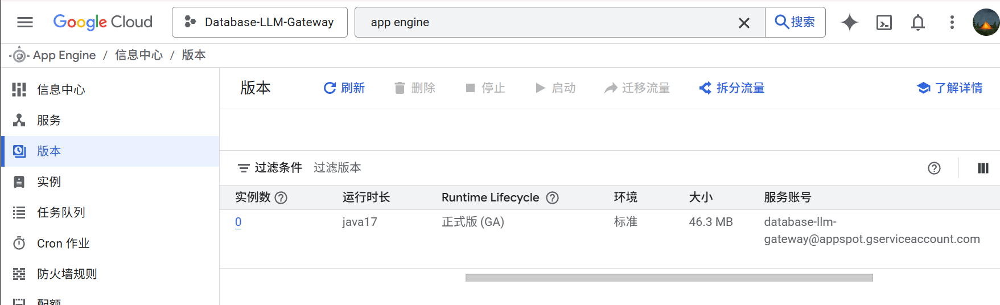 Google Cloud
Database-LLM-Gateway
app engine
搜索
App Engine / 信息中心 / 版本
信息中心
服务
版本
实例
任务队列
Cron 作业
防火墙规则
配额
版本
刷新
删除
停止
启动
迁移流量
拆分流量
了解详情
过滤条件 过滤版本
实例数 运行时长 Runtime Lifecycle 环境 大小 服务账号
0 java17 正式版 (GA) 标准 46.3 MB database-llm-
gateway@appspot.gserviceaccount.com